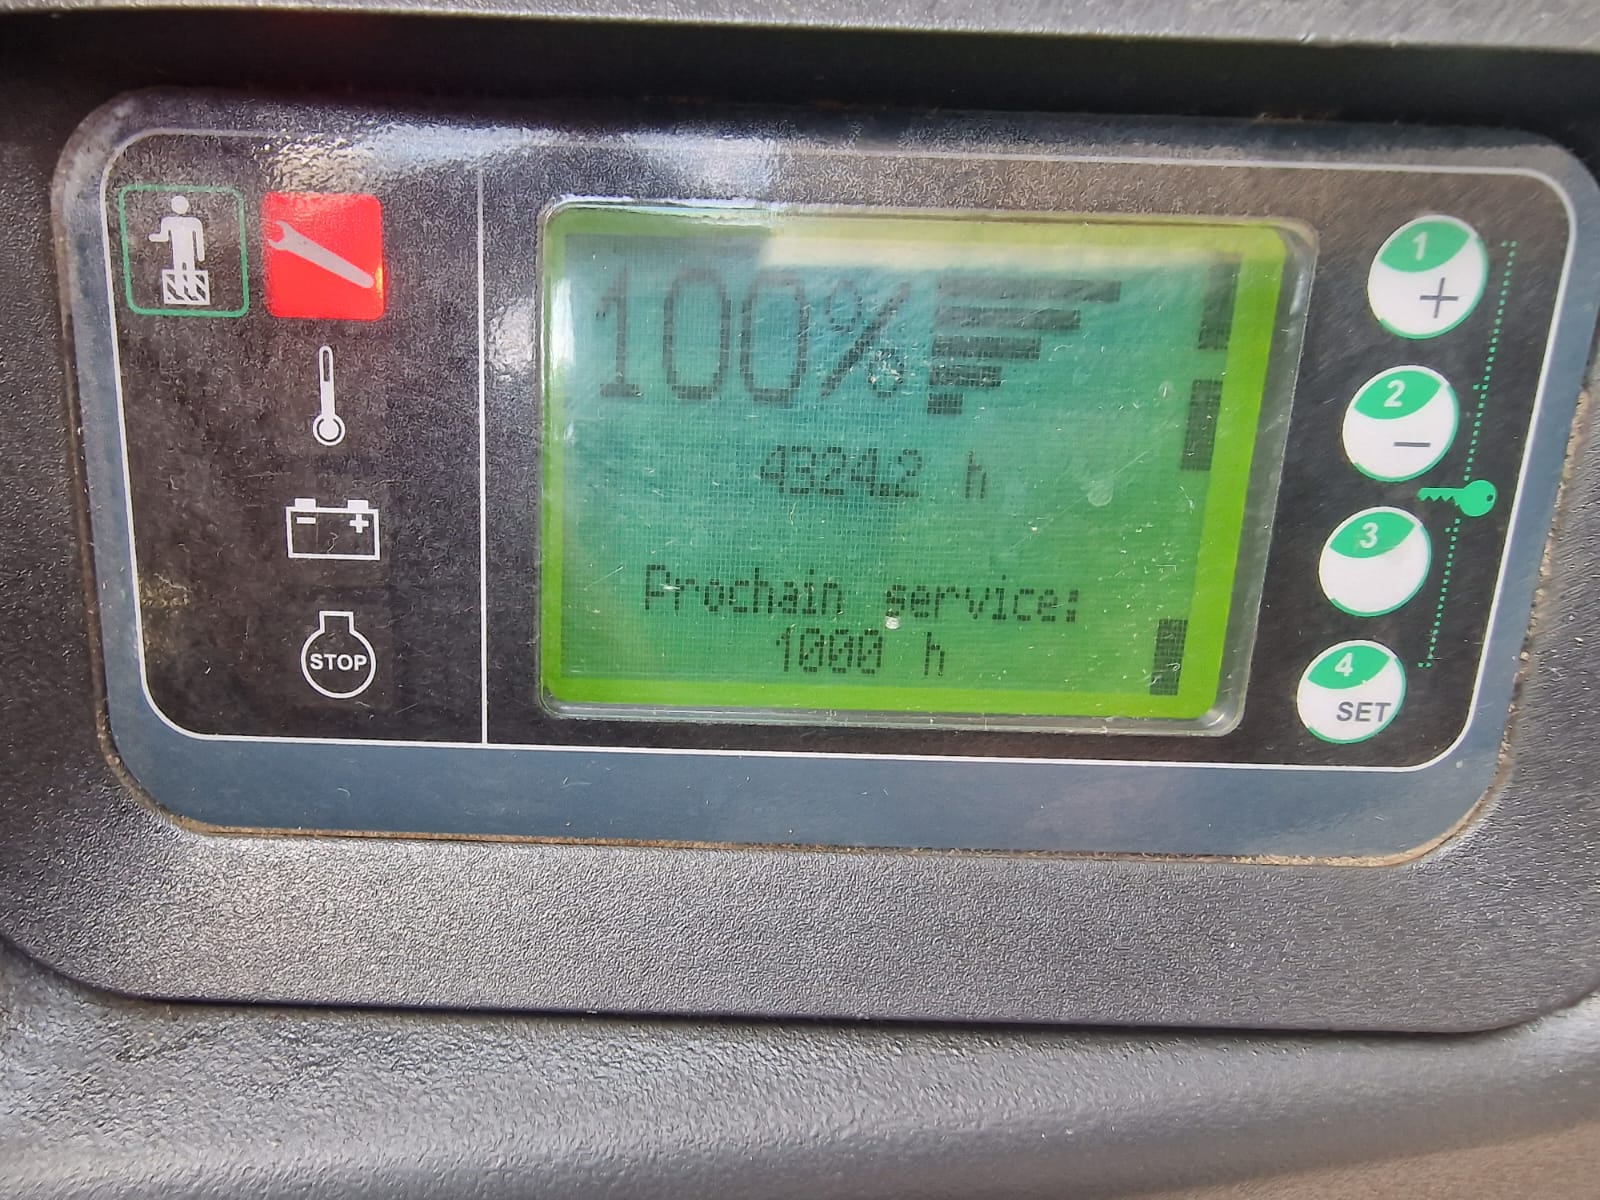 100%
4324.2 h
Prochain service:
1000 h
STOP
1
+
2
−
3
4
SET